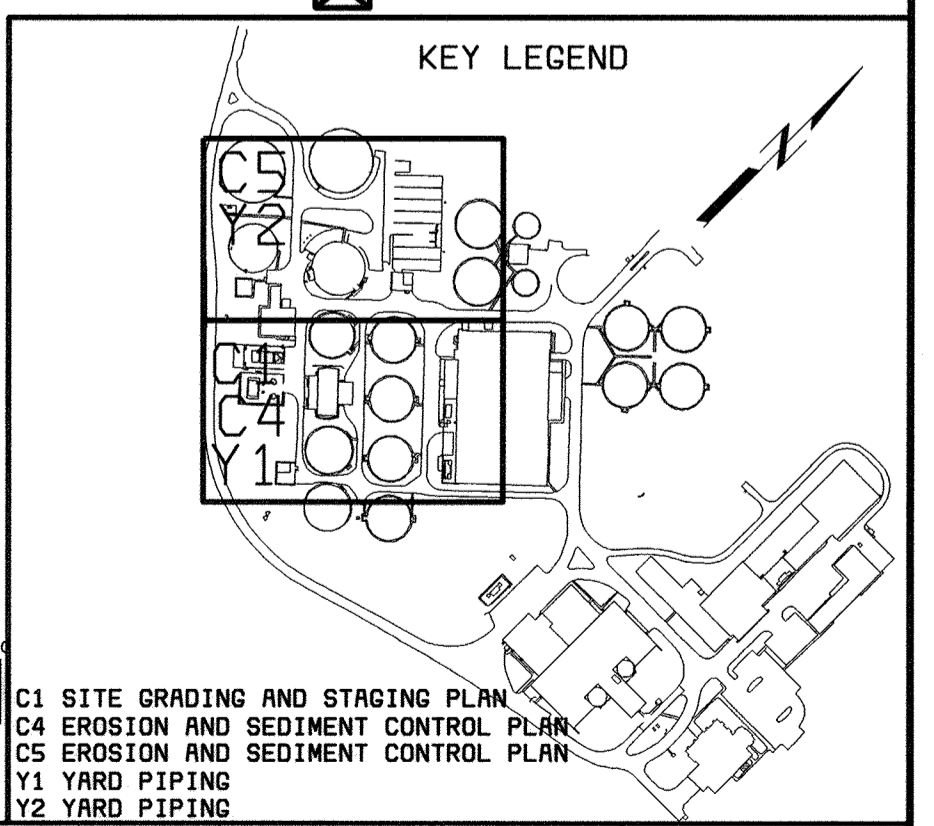 KEY LEGEND
N
C5
Y2
C1
C4
Y1
C1 SITE GRADING AND STAGING PLAN
C4 EROSION AND SEDIMENT CONTROL PLAN
C5 EROSION AND SEDIMENT CONTROL PLAN
Y1 YARD PIPING
Y2 YARD PIPING